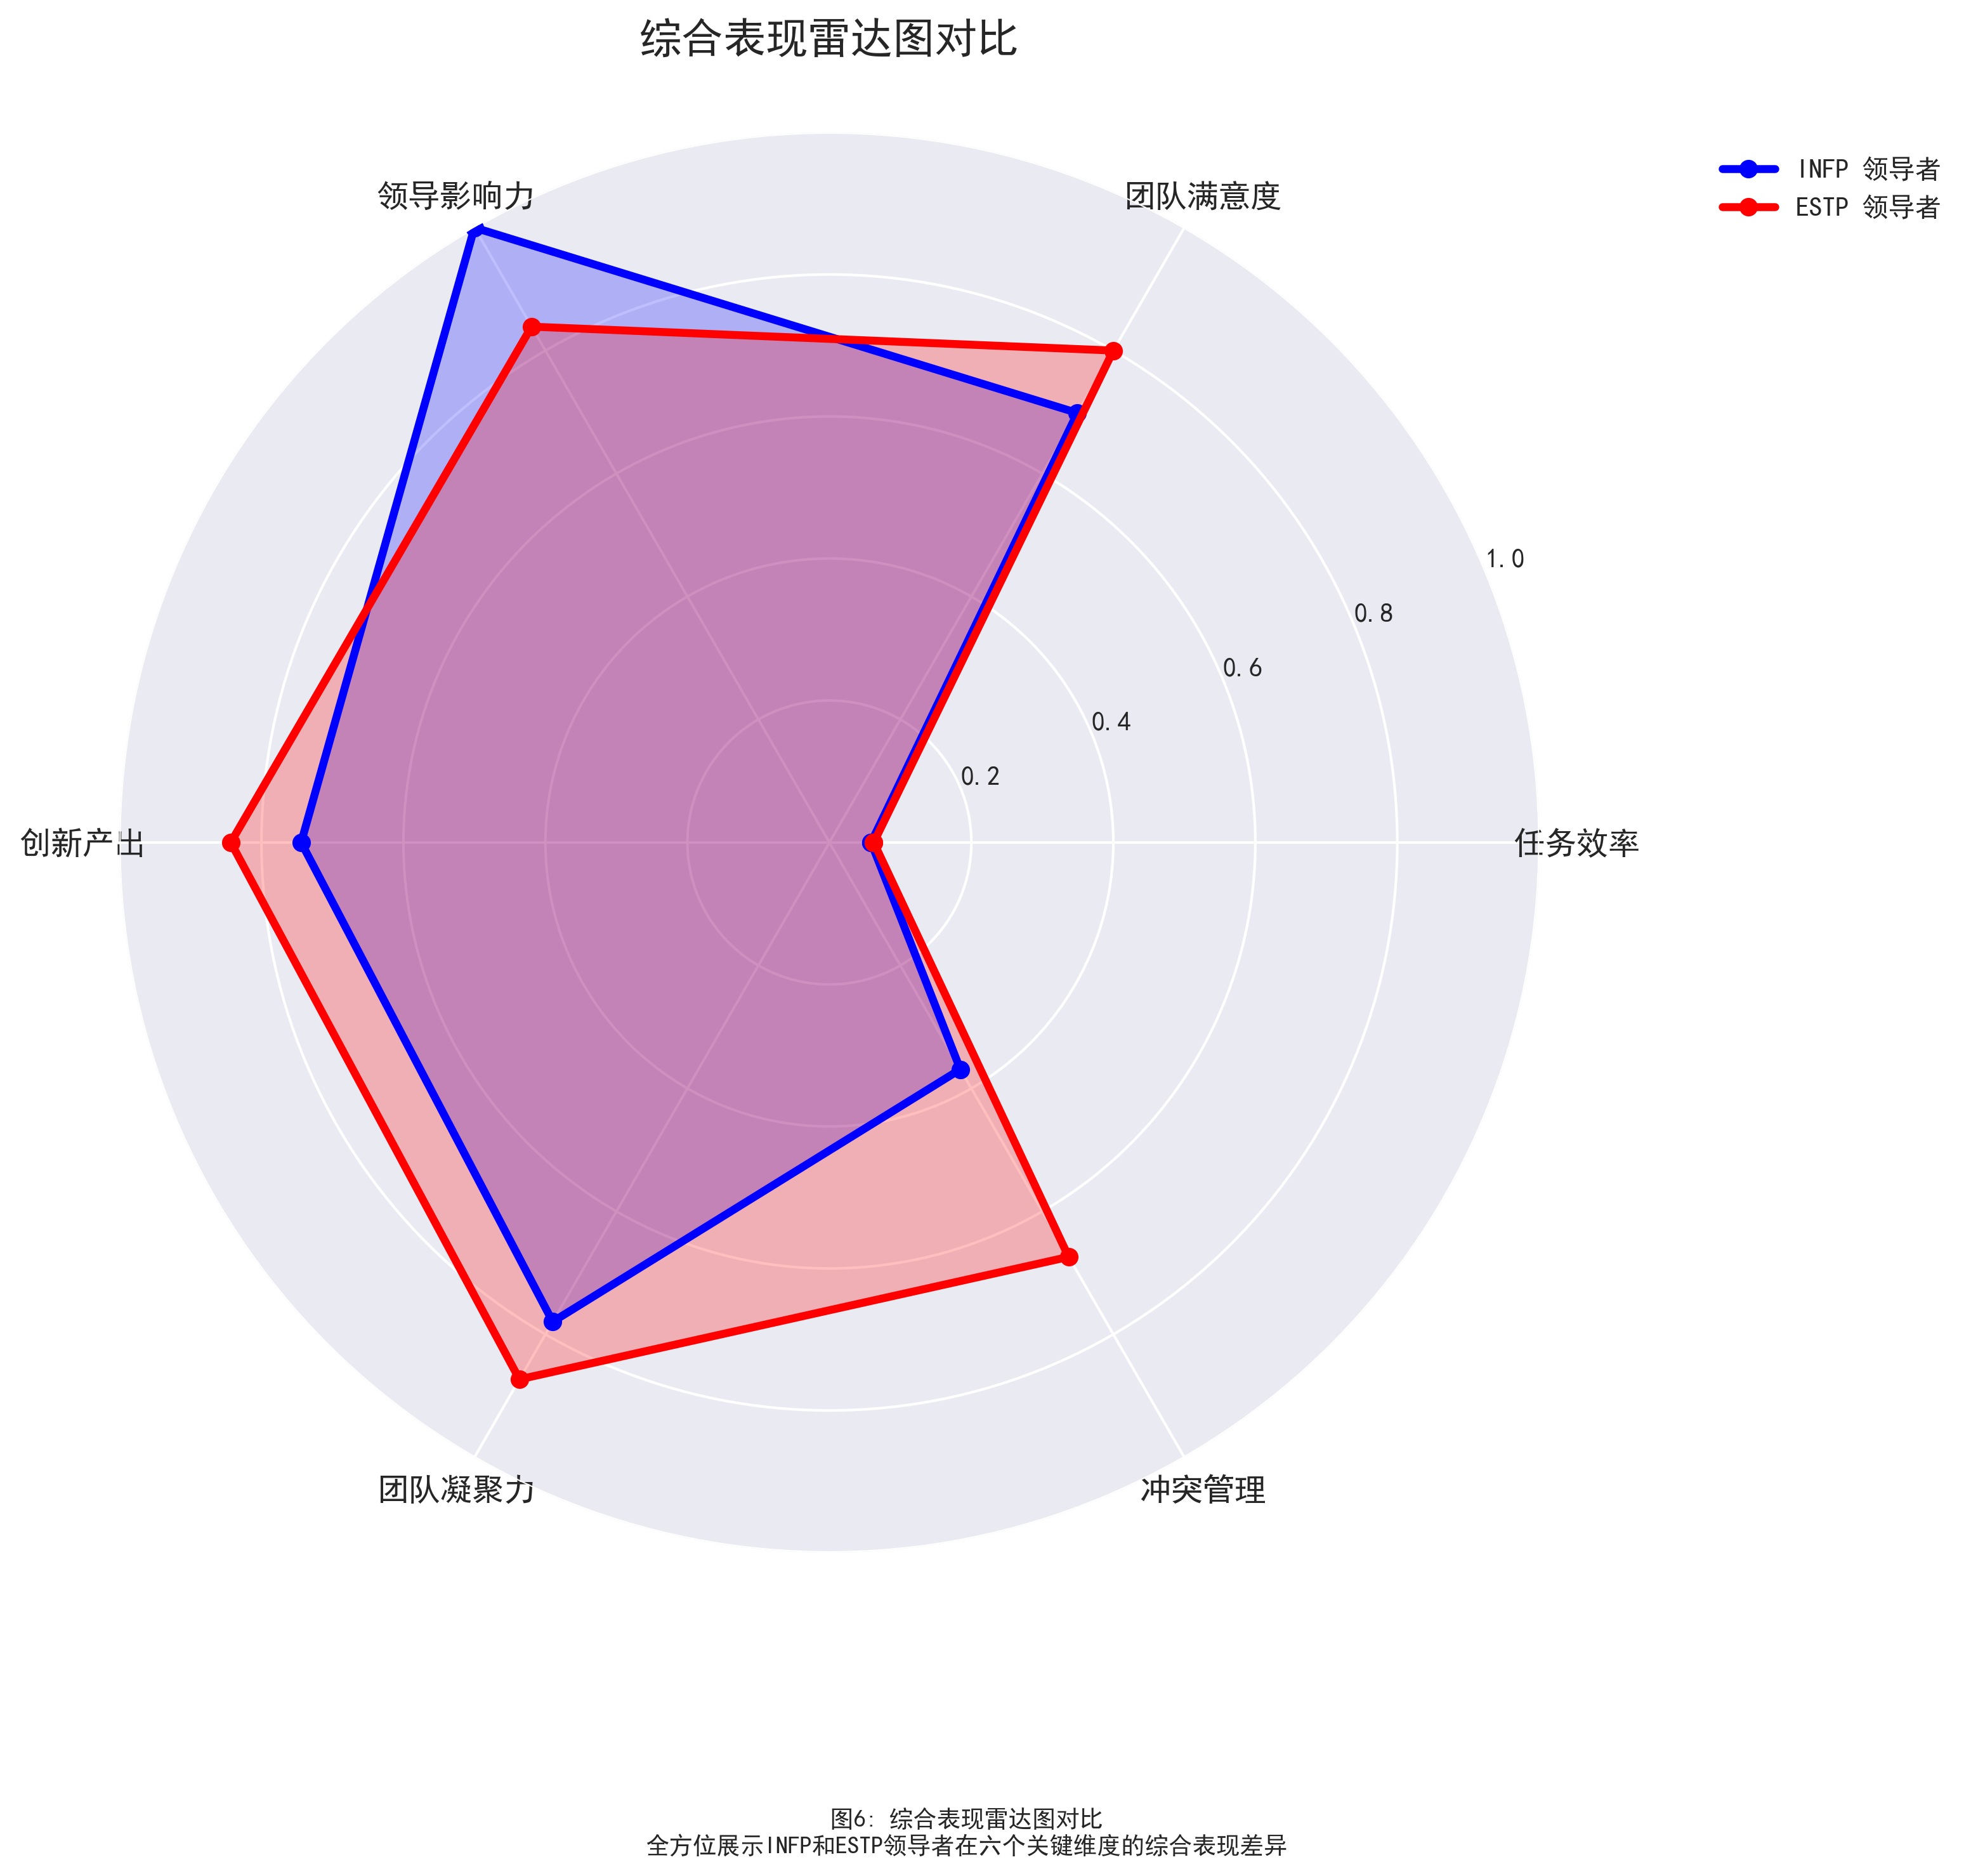 综合表现雷达图对比
INFP 领导者
ESTP 领导者
领导影响力
团队满意度
1.0
0.8
0.6
0.4
0.2
创新产出
任务效率
团队凝聚力
冲突管理
图6: 综合表现雷达图对比
全方位展示INFP和ESTP领导者在六个关键维度的综合表现差异